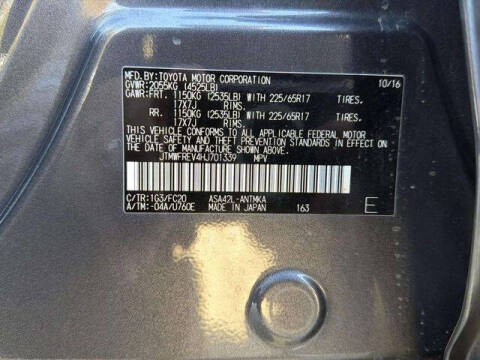 MFD.BY:TOYOTA MOTOR CORPORATION 10/16
GVWR:2055KG (4525LB)
GAWR:FRT. 1150KG (2535LB) WITH 225/65R17 TIRES.
17X7J RIMS.
RR. 1150KG (2535LB) WITH 225/65R17 TIRES.
17X7J RIMS.
THIS VEHICLE CONFORMS TO ALL APPLICABLE FEDERAL MOTOR
VEHICLE SAFETY AND THEFT PREVENTION STANDARDS IN EFFECT
ON THE DATE OF MANUFACTURE SHOWN ABOVE.
JTMWFREV4HJ701339 MPV
C/TR:1G3/FC20 ASA42L-ANTMKA
A/TM:-04A/U760E MADE IN JAPAN 163 E